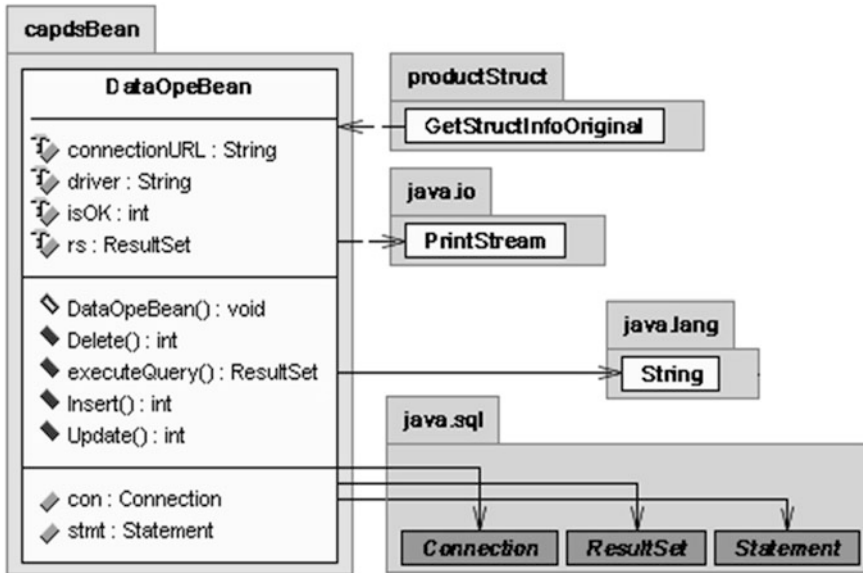 capdsBean
DataOpeBean
connectionURL : String
driver : String
isOK : int
rs : ResultSet
DataOpeBean() : void
Delete() : int
executeQuery() : ResultSet
Insert() : int
Update() : int
con : Connection
stmt : Statement
productStruct
GetStructInfoOriginal
java.io
PrintStream
java.lang
String
java.sql
Connection
ResultSet
Statement